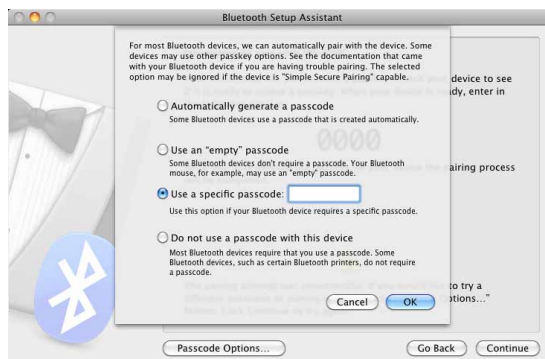 Bluetooth Setup Assistant
For most Bluetooth devices, we can automatically pair with the device. Some
devices may use other passkey options. See the documentation that came
with your Bluetooth device if you are having trouble pairing. The selected
option may be ignored if the device is "Simple Secure Pairing" capable.
device to see
dy, enter in
Automatically generate a passcode
Some Bluetooth devices use a passcode that is created automatically.
0000
Use an "empty" passcode
Some Bluetooth devices don't require a passcode. Your Bluetooth
mouse, for example, may use an "empty" passcode.
airing process
Use a specific passcode:
Use this option if your Bluetooth device requires a specific passcode.
Do not use a passcode with this device
Most Bluetooth devices require that you use a passcode. Some
Bluetooth devices, such as certain Bluetooth printers, do not require
a passcode.
to try a
ptions..."
Cancel OK
Passcode Options... Go Back Continue